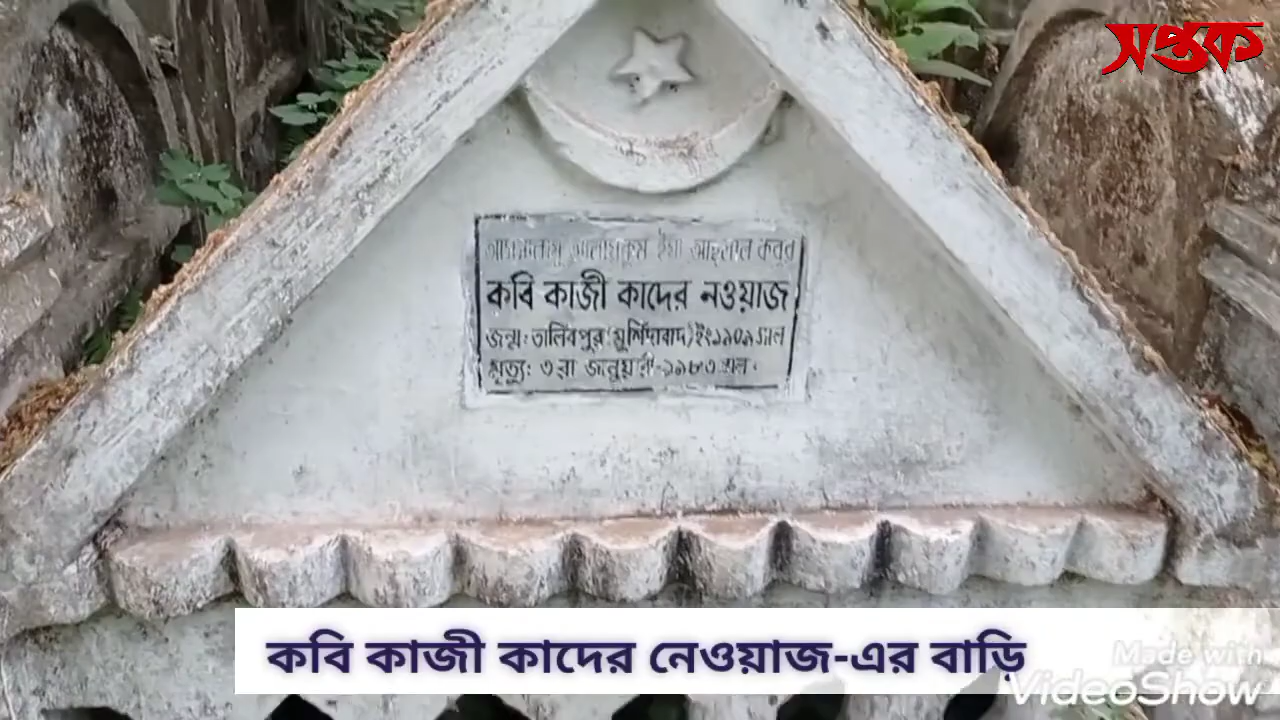 সপ্তক
আসসালামু আলায়কুম ইয়া আহলাল কবর
কবি কাজী কাদের নওয়াজ
জন্ম: তালিবপুর (মুর্শিদাবাদ) ইং ১৯০৯ সাল
মৃত্যু: ৩রা জানুয়ারী-১৯৮৩ সাল।
কবি কাজী কাদের নেওয়াজ-এর বাড়ি
Made with
VideoShow